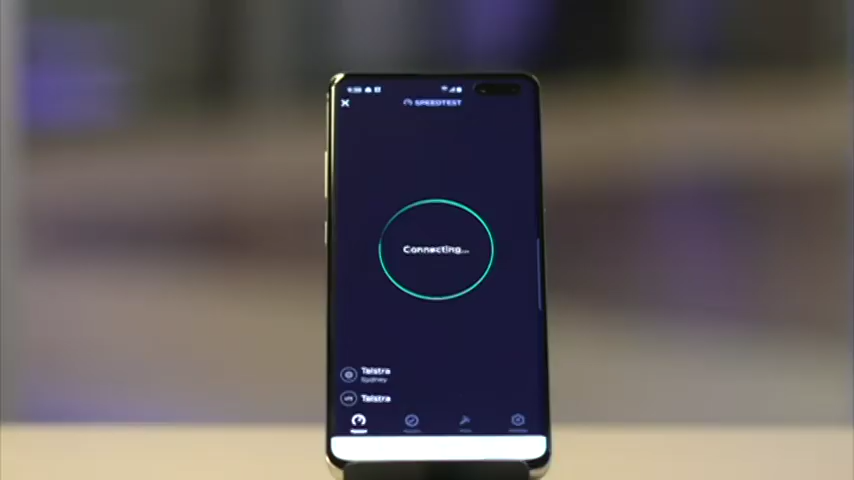 SPEEDTEST
Connecting...
Telstra
Sydney
Telstra